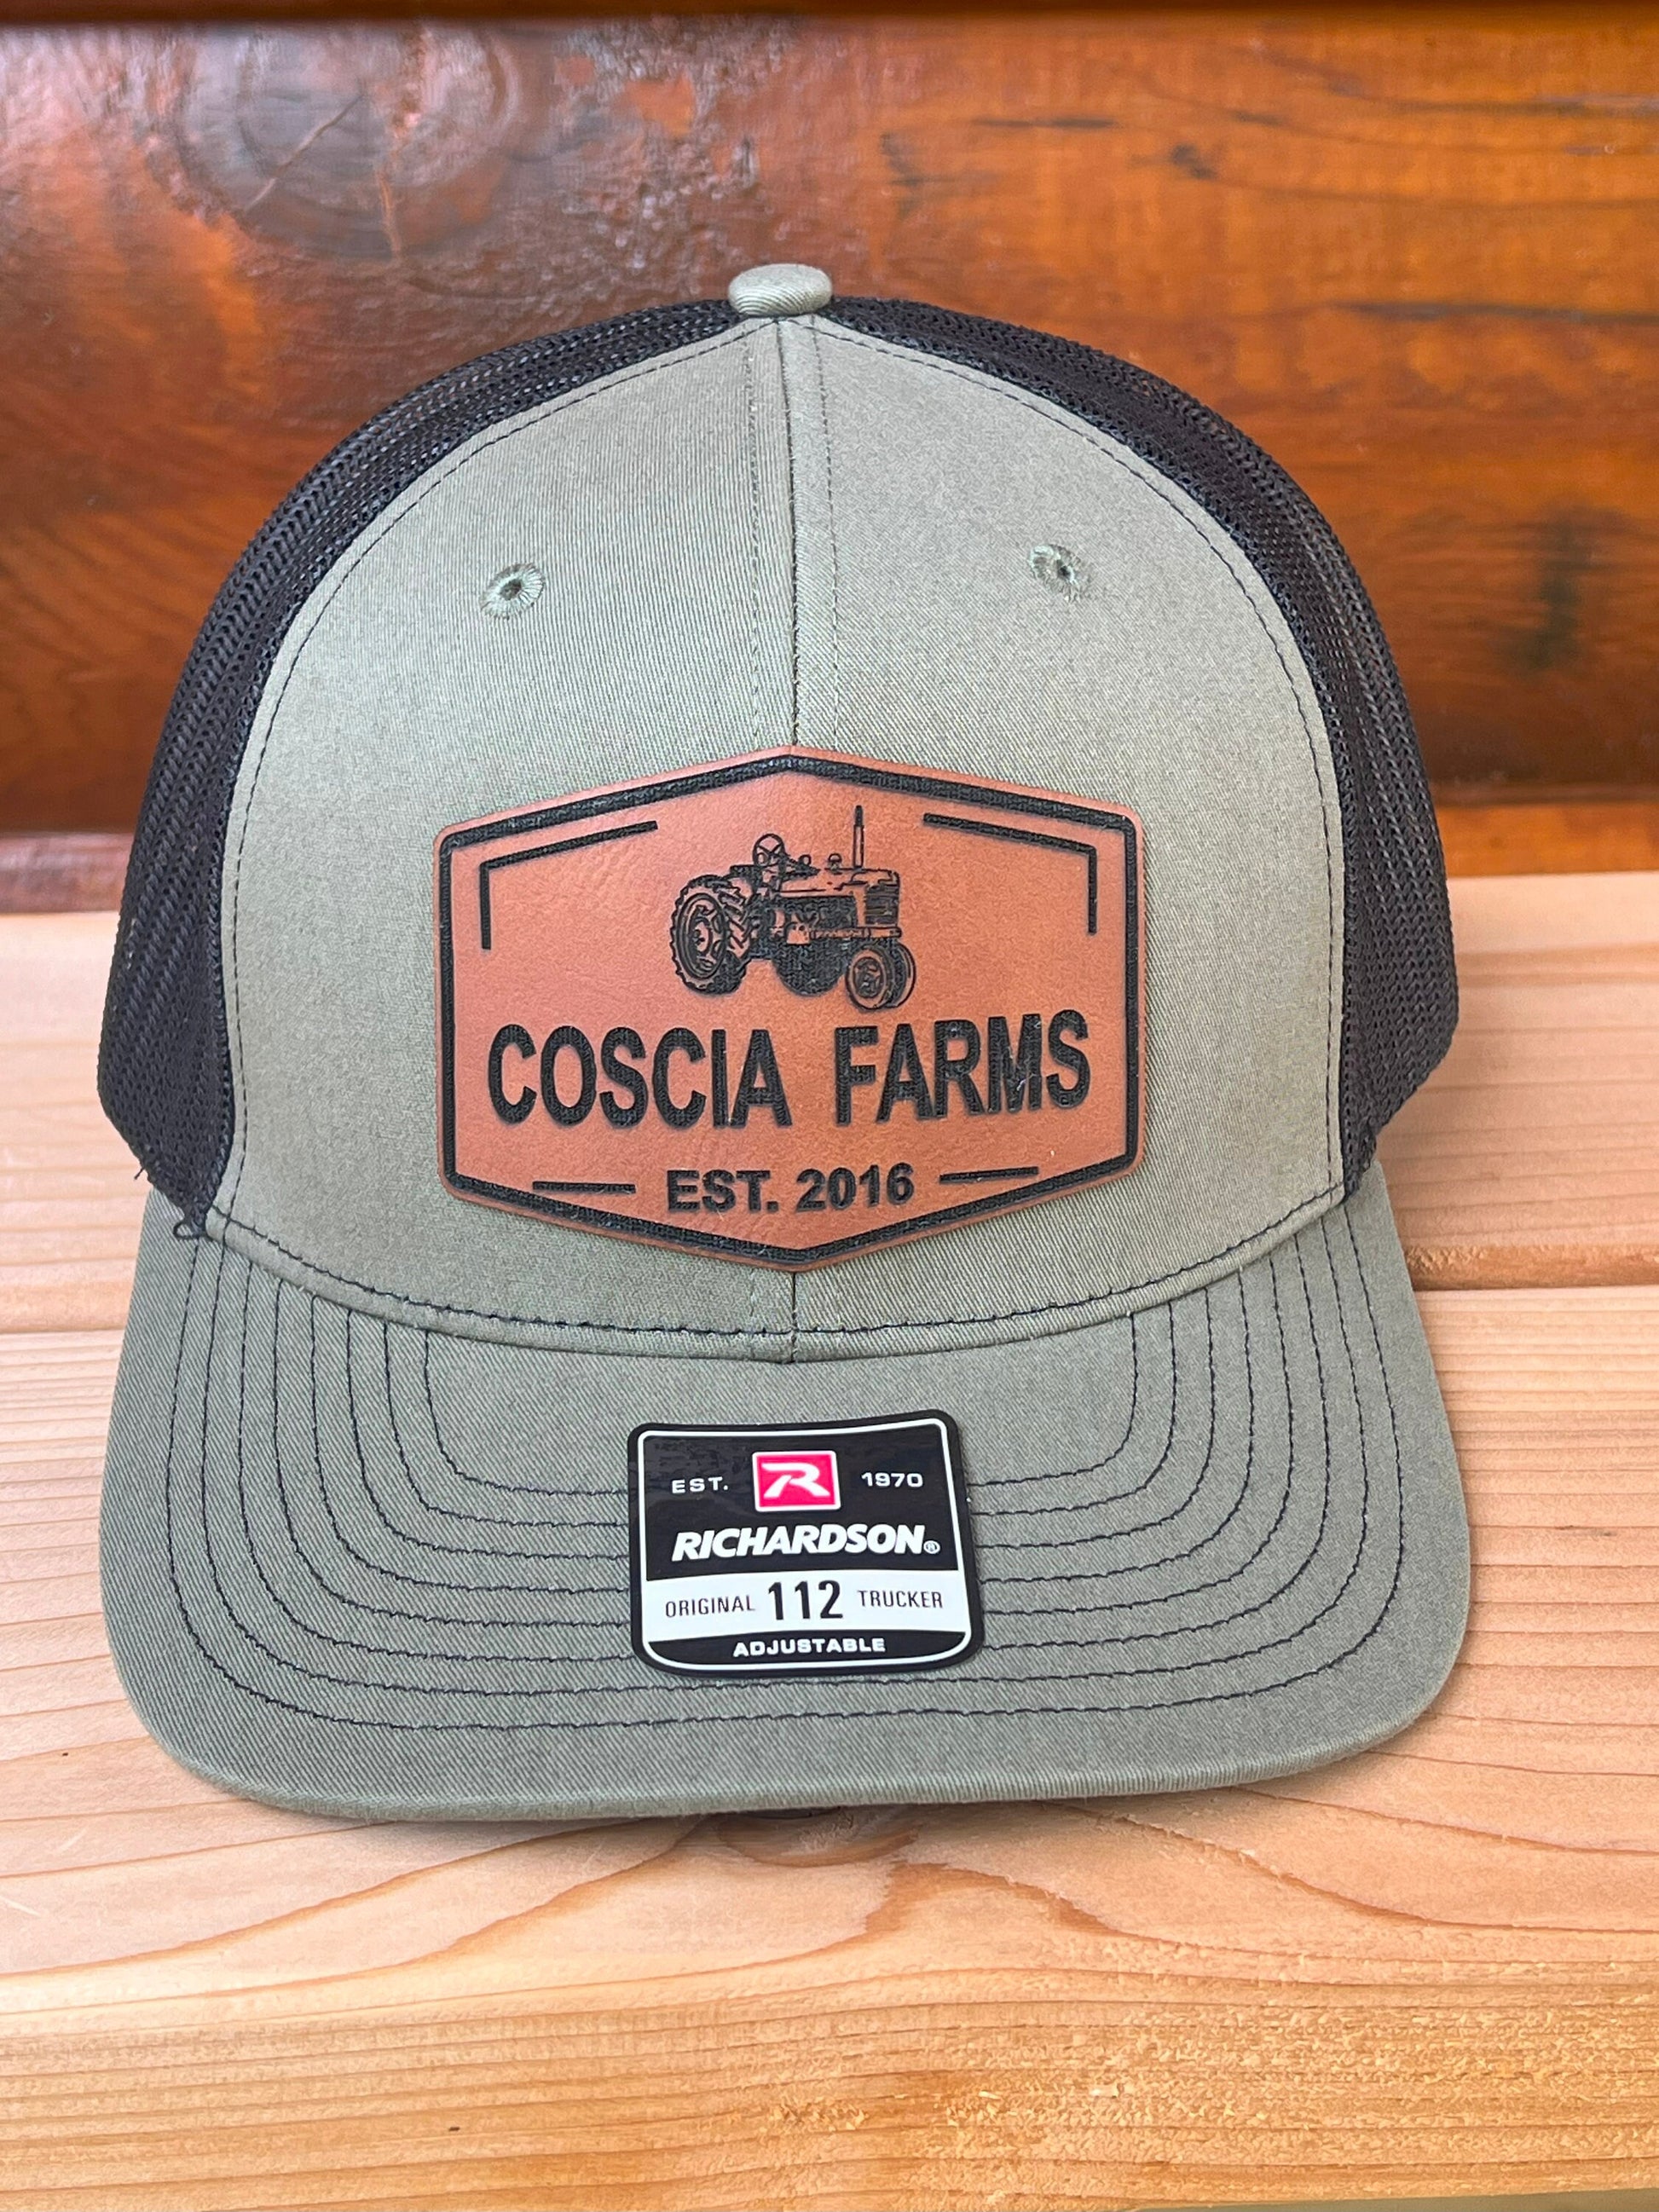 COSCIA FARMS
EST. 2016
EST. R 1970
RICHARDSON®
ORIGINAL 112 TRUCKER
ADJUSTABLE